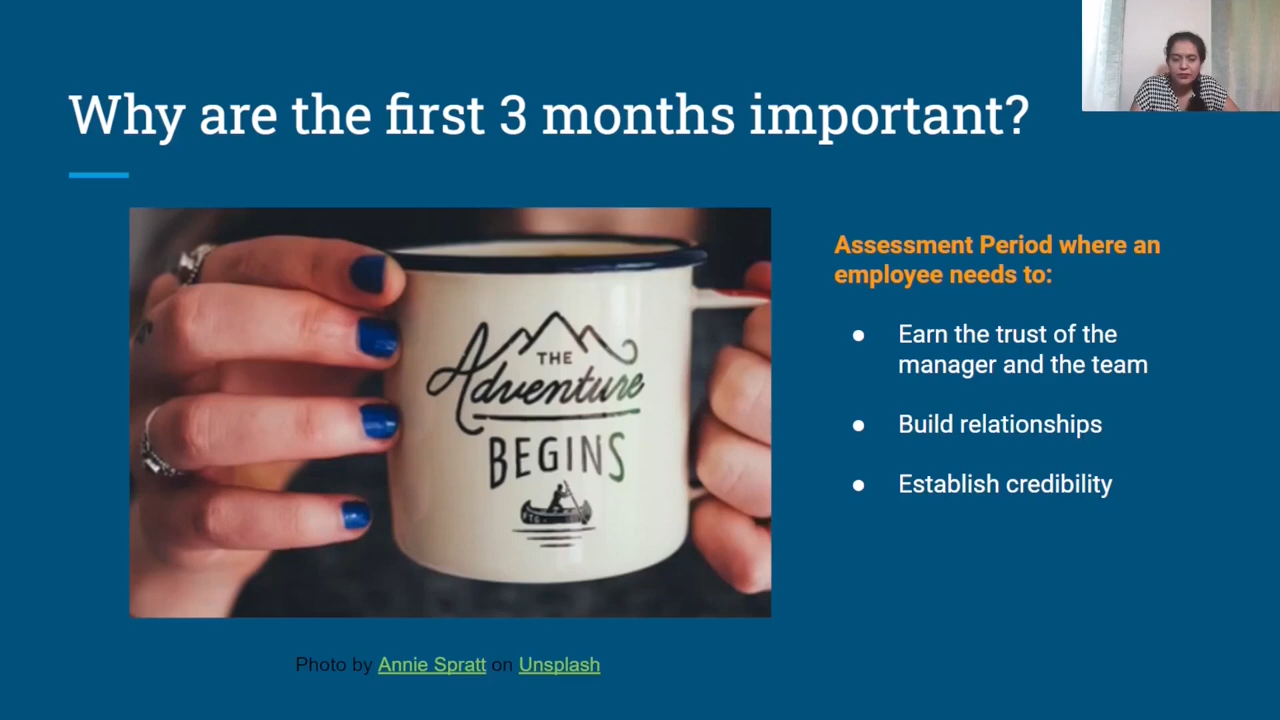 Why are the first 3 months important?
THE
Adventure
BEGINS
Assessment Period where an
employee needs to:
● Earn the trust of the
manager and the team
● Build relationships
● Establish credibility
Photo by Annie Spratt on Unsplash